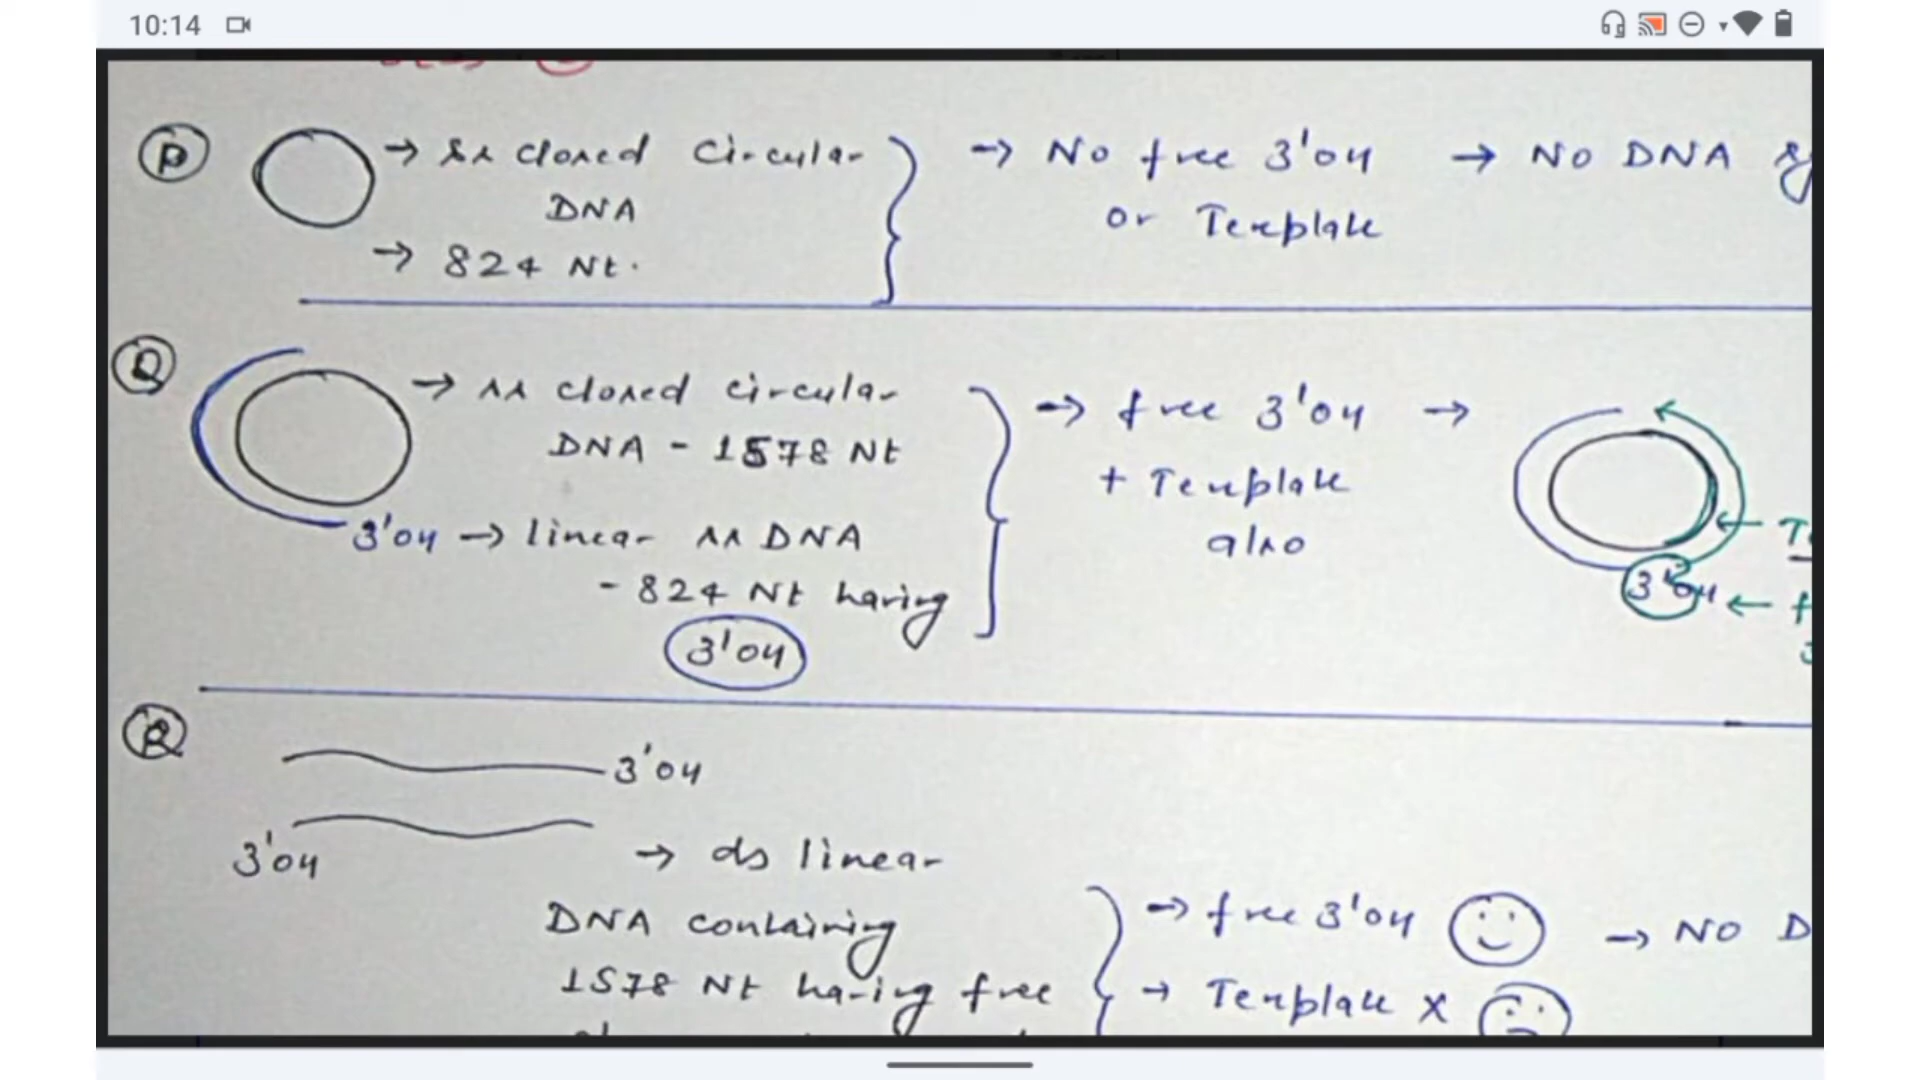 10:14
P → ss closed Circular → No free 3'OH → NO DNA
DNA or Template
→ 824 Nt.
Q → ss closed circular → free 3'OH →
DNA - 1578 Nt + Template
3'OH → linear ss DNA also
- 824 Nt having 3'OH ←
3'OH
R
3'OH
3'OH → ds linear
DNA containing → free 3'OH → NO D
1578 Nt having free → Template X